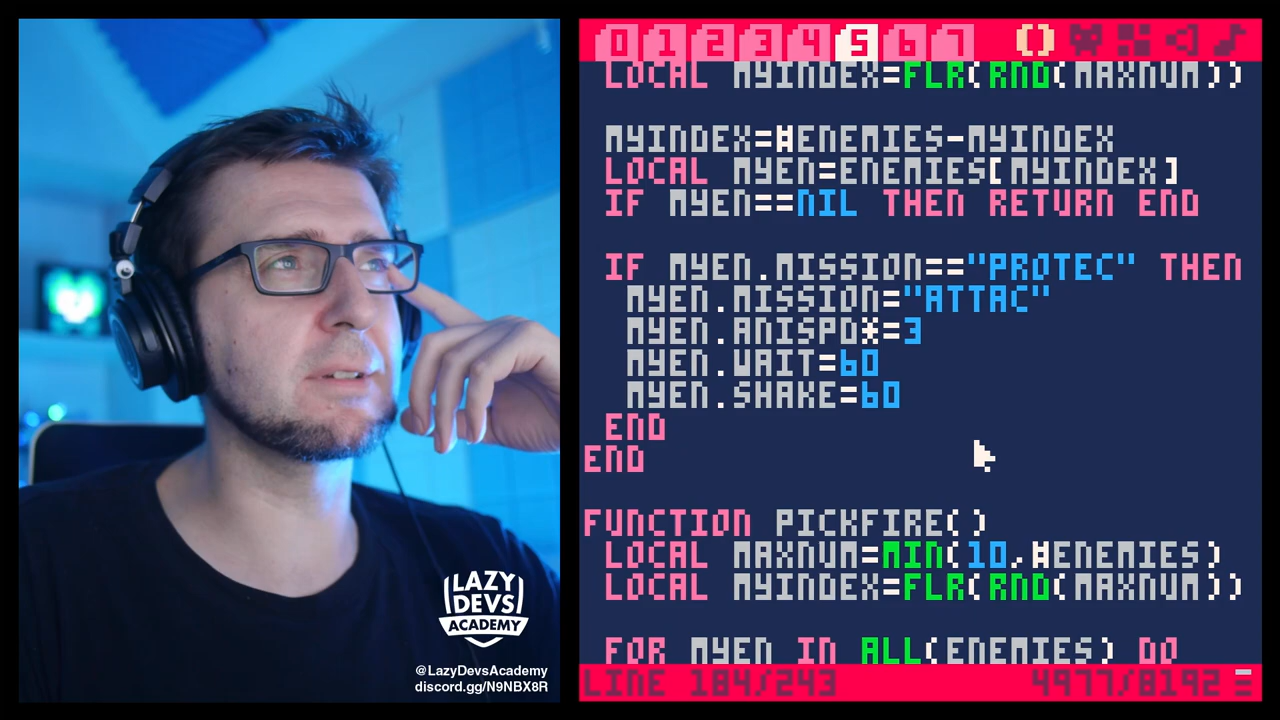 LAZY
DEVS
ACADEMY
@LazyDevsAcademy
discord.gg/N9NBX8R
0 1 2 3 4 5 6 7 ()
LOCAL MYINDEX=FLR(RND(MAXNUM))
MYINDEX=#ENEMIES-MYINDEX
LOCAL MYEN=ENEMIES[MYINDEX]
IF MYEN==NIL THEN RETURN END
IF MYEN.MISSION=="PROTEC" THEN
MYEN.MISSION="ATTAC"
MYEN.ANISPD*=3
MYEN.WAIT=60
MYEN.SHAKE=60
END
END
FUNCTION PICKFIRE()
LOCAL MAXNUM=MIN(10,#ENEMIES)
LOCAL MYINDEX=FLR(RND(MAXNUM))
FOR MYEN IN ALL(ENEMIES) DO
LINE 184/243
4977/8192